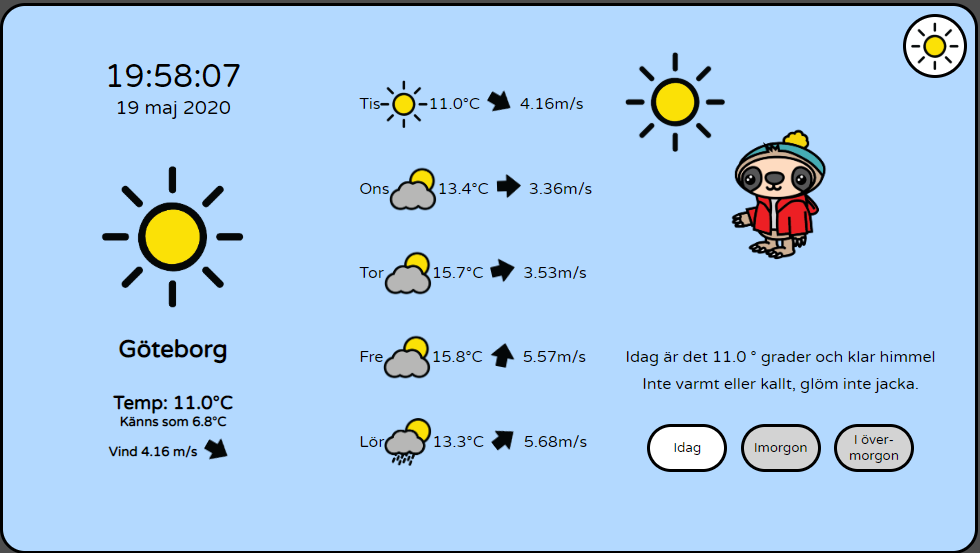 19:58:07
19 maj 2020
Göteborg
Temp: 11.0°C
Känns som 6.8°C
Vind 4.16 m/s
Tis 11.0°C 4.16m/s
Ons 13.4°C 3.36m/s
Tor 15.7°C 3.53m/s
Fre 15.8°C 5.57m/s
Lör 13.3°C 5.68m/s
Idag är det 11.0 ° grader och klar himmel
Inte varmt eller kallt, glöm inte jacka.
Idag
Imorgon
I över-
morgon